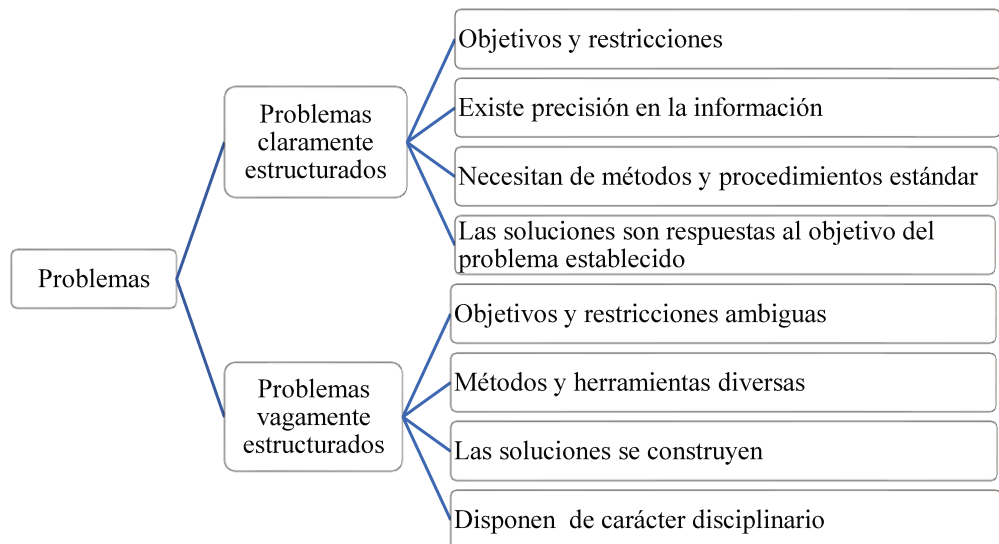 Problemas
Problemas
claramente
estructurados
Objetivos y restricciones
Existe precisión en la información
Necesitan de métodos y procedimientos estándar
Las soluciones son respuestas al objetivo del
problema establecido
Problemas
vagamente
estructurados
Objetivos y restricciones ambiguas
Métodos y herramientas diversas
Las soluciones se construyen
Disponen de carácter disciplinario